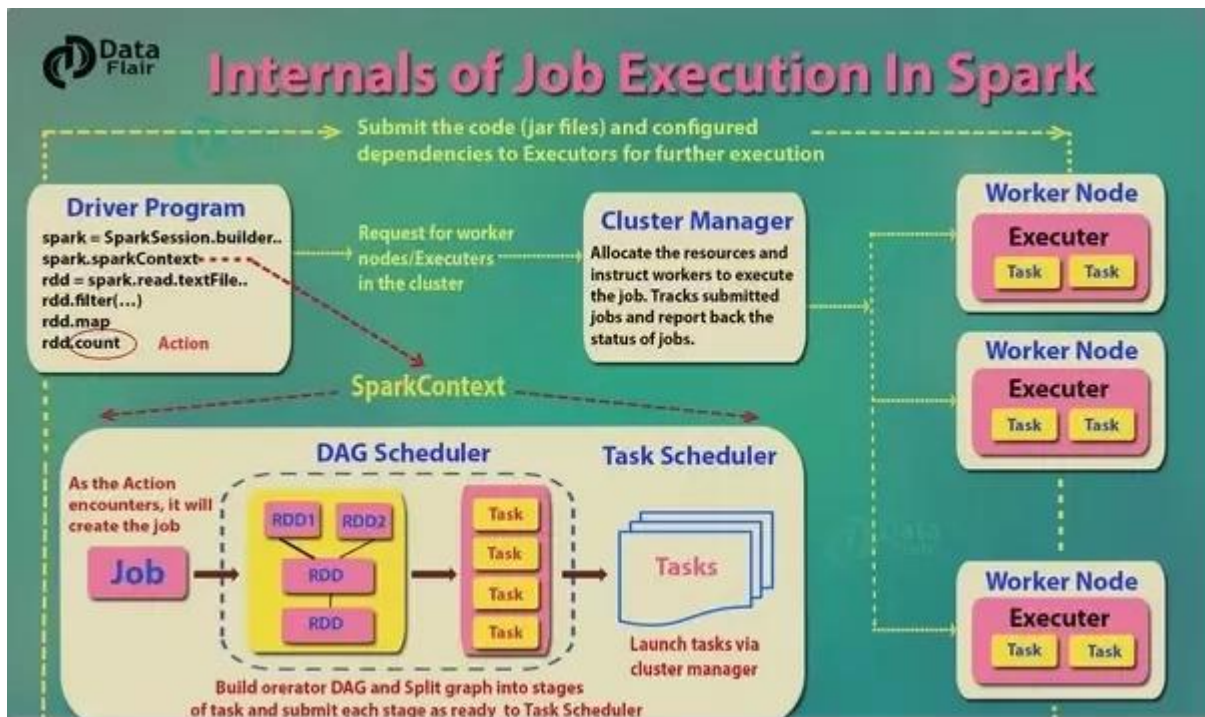 Data
Flair
Internals of Job Execution In Spark
Submit the code (jar files) and configured
dependencies to Executors for further execution
Driver Program
spark = SparkSession.builder..
spark.sparkContext
rdd = spark.read.textFile..
rdd.filter(...)
rdd.map
rdd.count
Action
Request for worker
nodes/Executers
in the cluster
Cluster Manager
Allocate the resources and
instruct workers to execute
the job. Tracks submitted
jobs and report back the
status of jobs.
Worker Node
Executer
Task Task
Worker Node
Executer
Task Task
Worker Node
Executer
Task Task
SparkContext
DAG Scheduler
Task Scheduler
As the Action
encounters, it will
create the job
Job
RDD1 RDD2
RDD
RDD
Task
Task
Task
Task
Tasks
Launch tasks via
cluster manager
Build orerator DAG and Split graph into stages
of task and submit each stage as ready to Task Scheduler
Data
Flair